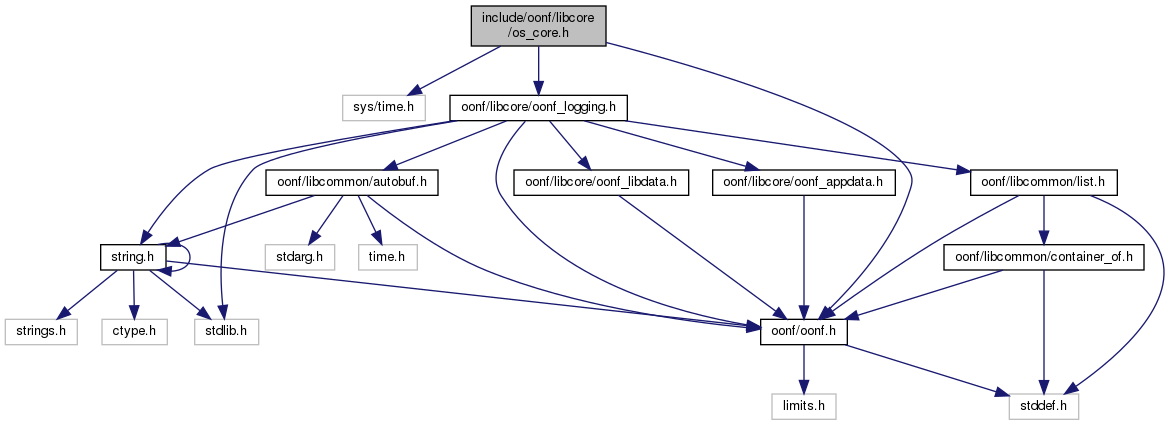 include/oonf/libcore
/os_core.h
sys/time.h
oonf/libcore/oonf_logging.h
oonf/libcommon/autobuf.h
oonf/libcore/oonf_libdata.h
oonf/libcore/oonf_appdata.h
oonf/libcommon/list.h
string.h
stdarg.h
time.h
oonf/libcommon/container_of.h
strings.h
ctype.h
stdlib.h
oonf/oonf.h
limits.h
stddef.h